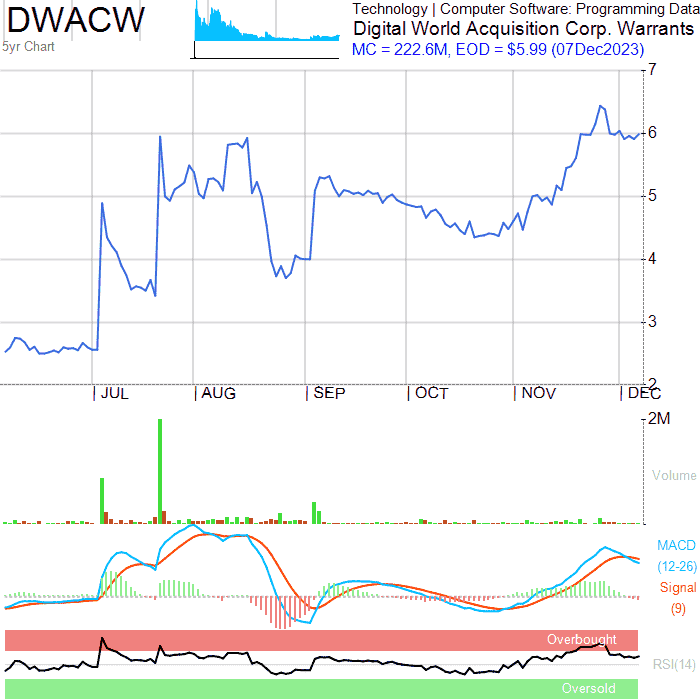 DWACW
5yr Chart
Technology | Computer Software: Programming Data
Digital World Acquisition Corp. Warrants
MC = 222.6M, EOD = $5.99 (07Dec2023)
7
6
5
4
3
2
JUL AUG SEP OCT NOV DEC
2M
Volume
MACD
(12-26)
Signal
(9)
Overbought
RSI(14)
Oversold